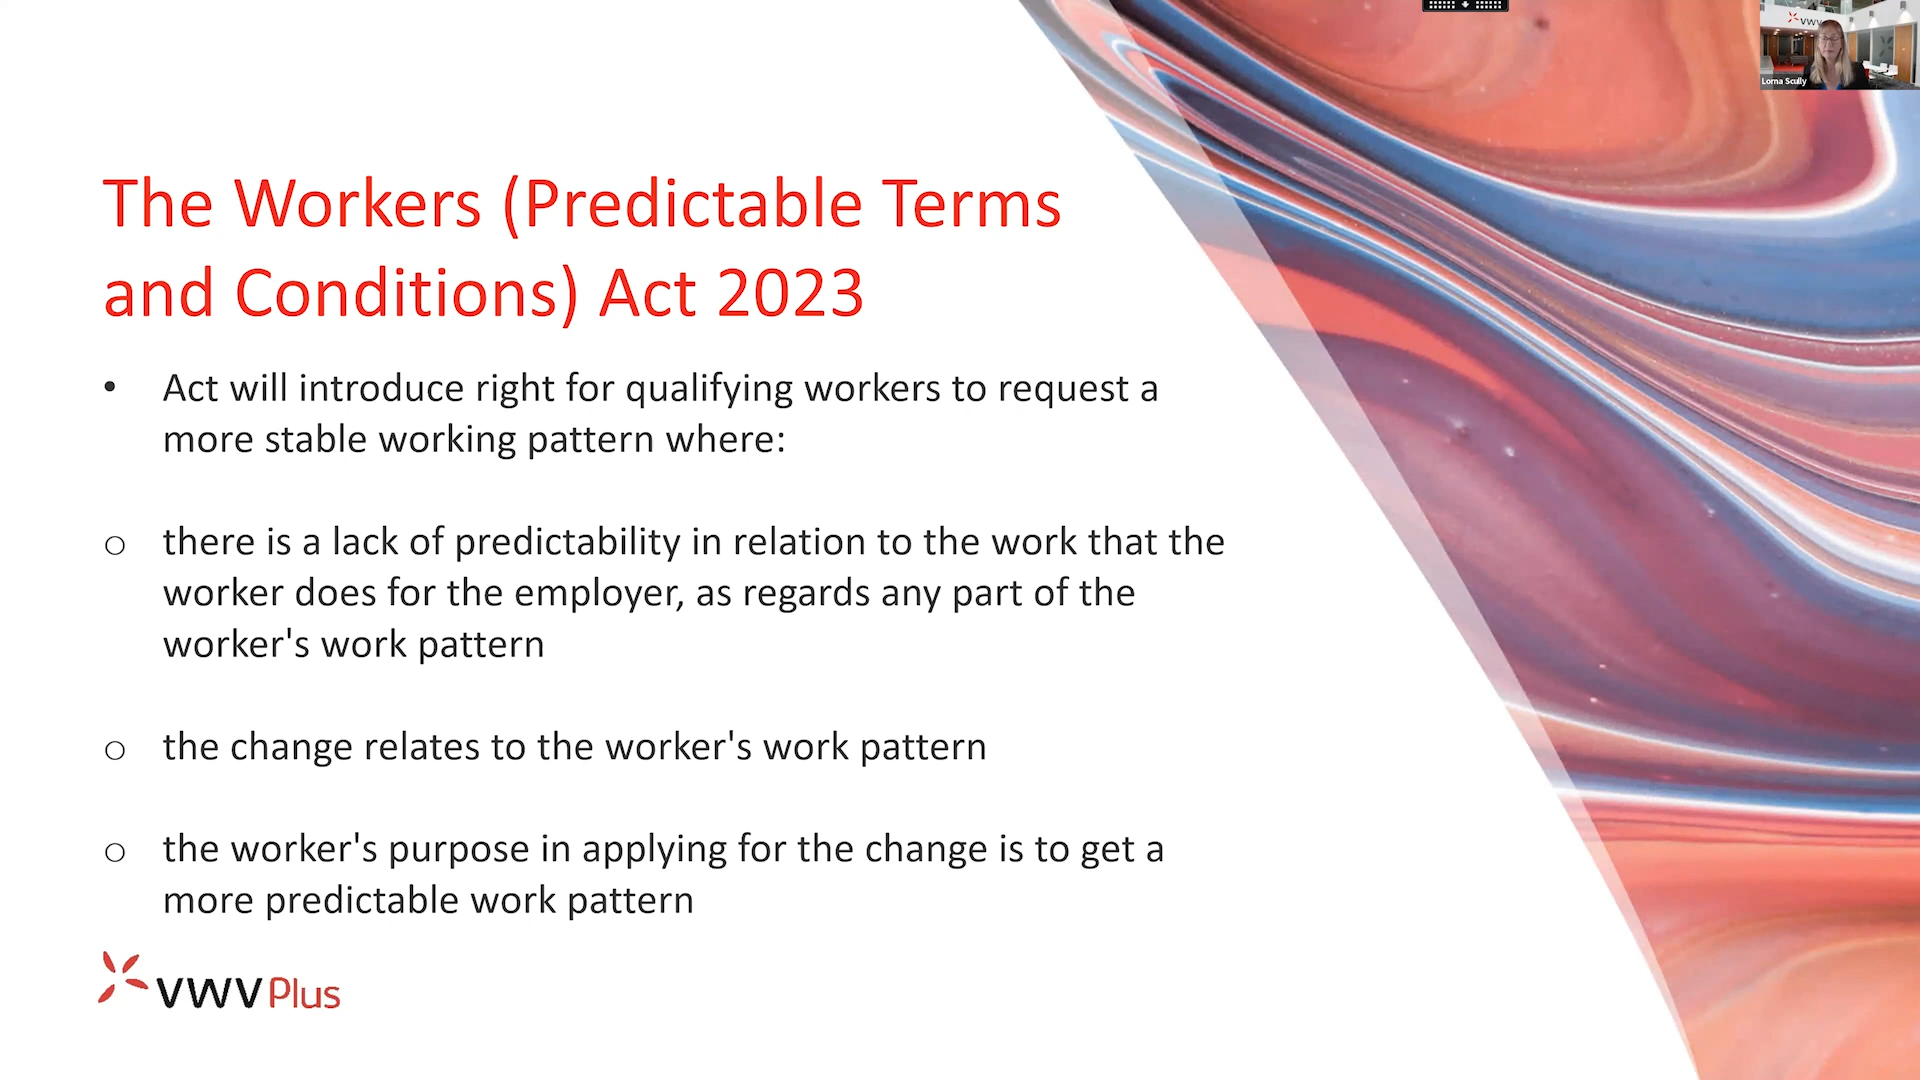 VWV
Lorna Scully
The Workers (Predictable Terms
and Conditions) Act 2023
• Act will introduce right for qualifying workers to request a
more stable working pattern where:
o there is a lack of predictability in relation to the work that the
worker does for the employer, as regards any part of the
worker's work pattern
o the change relates to the worker's work pattern
o the worker's purpose in applying for the change is to get a
more predictable work pattern
VWV Plus